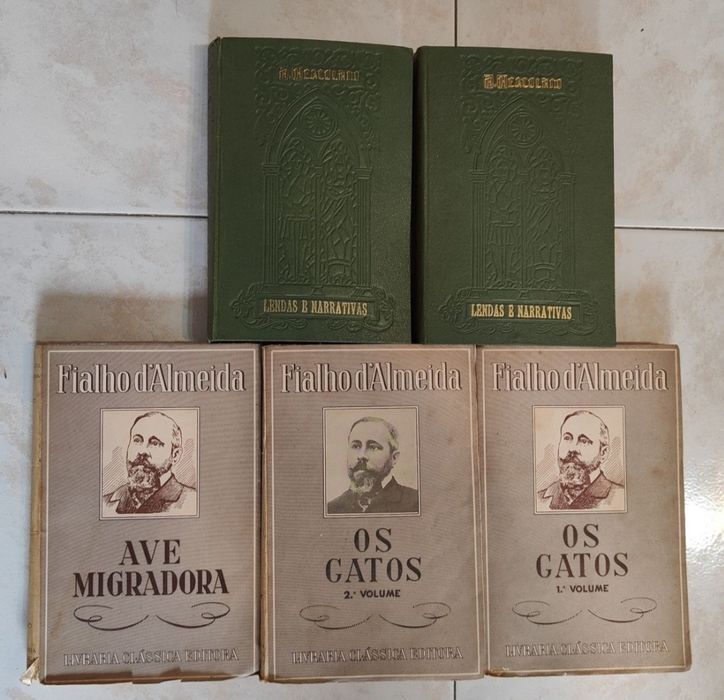 A. HERCULANO
LENDAS E NARRATIVAS
A. HERCULANO
LENDAS E NARRATIVAS
Fialho d'Almeida
AVE
MIGRADORA
LIVRARIA CLÁSSICA EDITORA
Fialho d'Almeida
OS
GATOS
2.º VOLUME
LIVRARIA CLÁSSICA EDITORA
Fialho d'Almeida
OS
GATOS
1.º VOLUME
LIVRARIA CLÁSSICA EDITORA